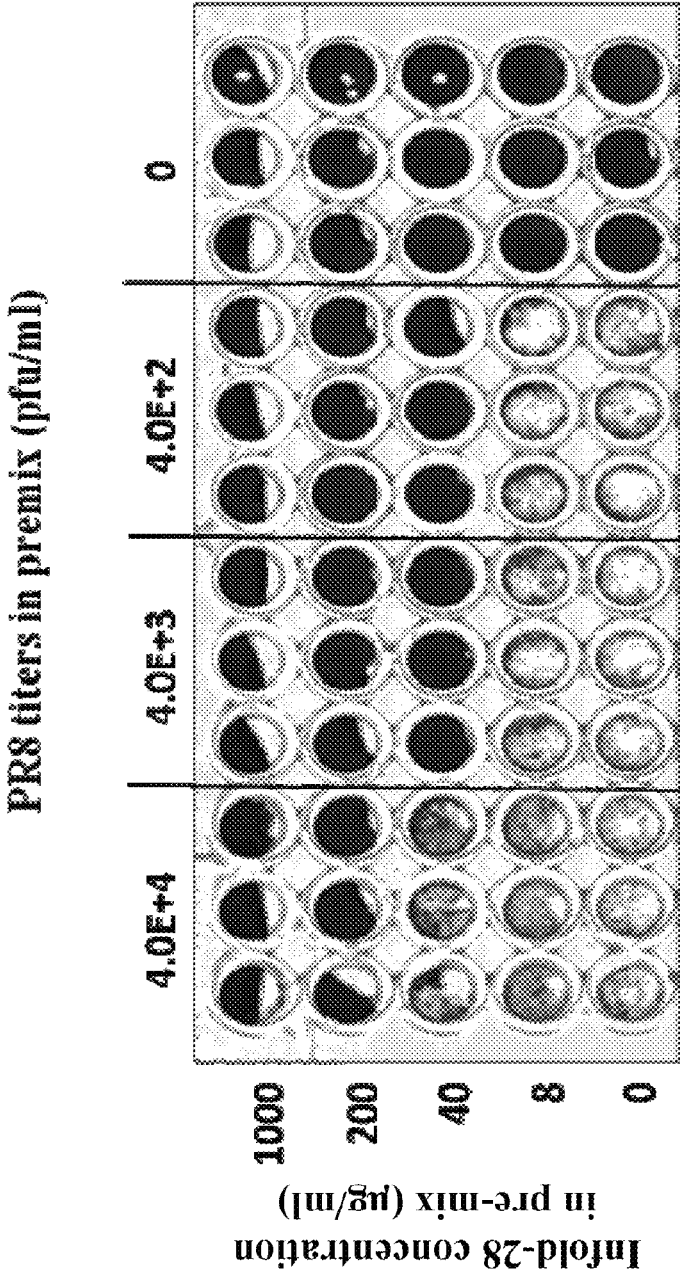 PR8 titers in premix (pfu/ml)
4.0E+4 4.0E+3 4.0E+2 0
Infold-28 concentration
in pre-mix (µg/ml)
1000
200
40
8
0